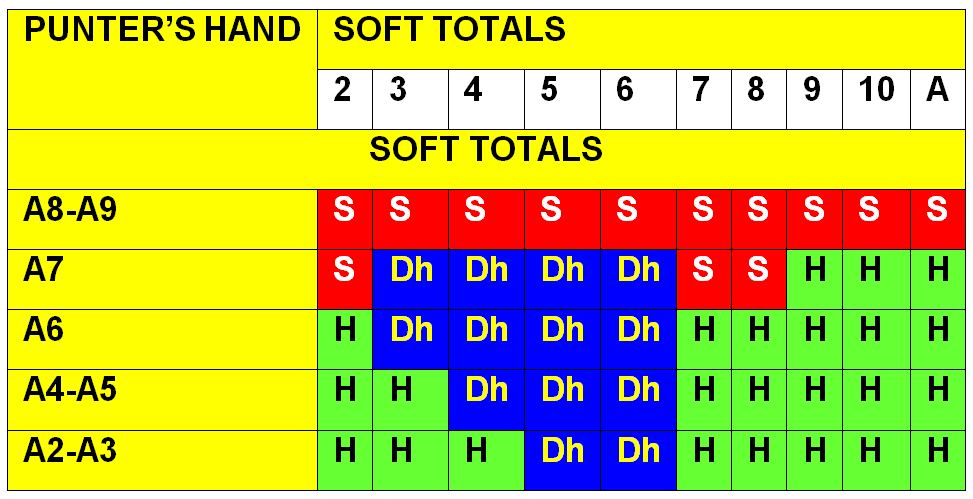 PUNTER'S HAND SOFT TOTALS
2 3 4 5 6 7 8 9 10 A
SOFT TOTALS
A8-A9 S S S S S S S S S S
A7 S Dh Dh Dh Dh S S H H H
A6 H Dh Dh Dh Dh H H H H H
A4-A5 H H Dh Dh Dh H H H H H
A2-A3 H H H Dh Dh H H H H H